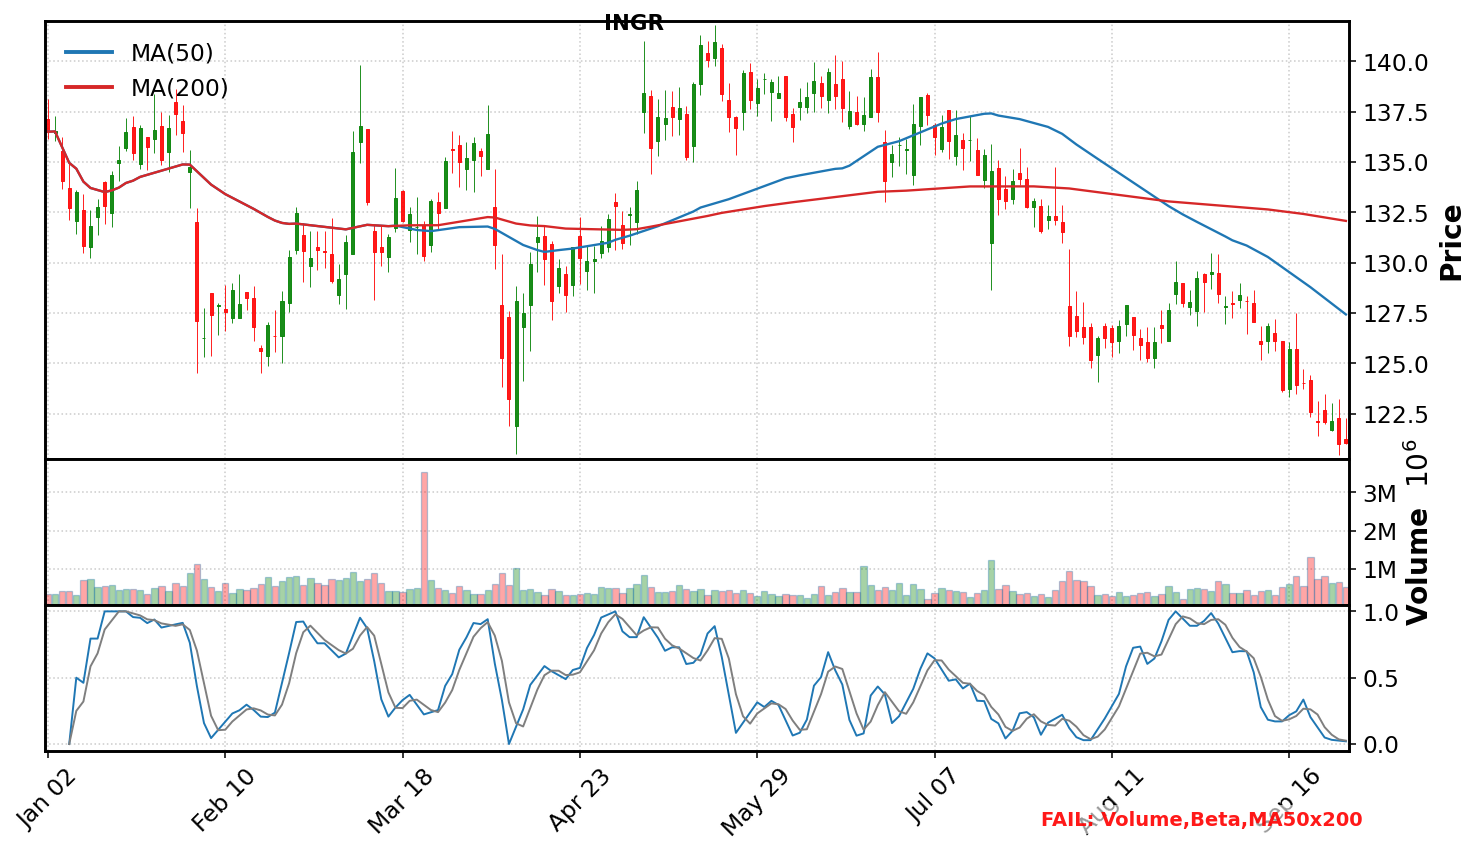 INGR
MA(50)
MA(200)
140.0
137.5
135.0
132.5
130.0
127.5
125.0
122.5
Price
3M
2M
1M
Volume 10^6
1.0
0.5
0.0
Jan 02
Feb 10
Mar 18
Apr 23
May 29
Jul 07
Aug 11
Sep 16
FAIL: Volume,Beta,MA50x200